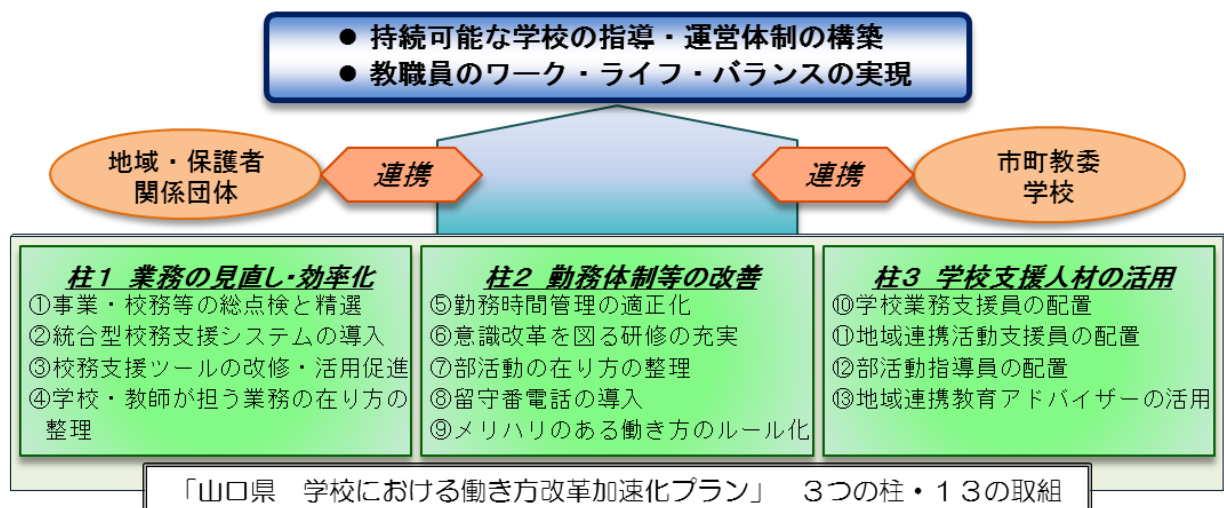 ● 持続可能な学校の指導・運営体制の構築
● 教職員のワーク・ライフ・バランスの実現
地域・保護者
関係団体
連携
連携
市町教委
学校
柱1 業務の見直し・効率化
①事業・校務等の総点検と精選
②統合型校務支援システムの導入
③校務支援ツールの改修・活用促進
④学校・教師が担う業務の在り方の
整理
柱2 勤務体制等の改善
⑤勤務時間管理の適正化
⑥意識改革を図る研修の充実
⑦部活動の在り方の整理
⑧留守番電話の導入
⑨メリハリのある働き方のルール化
柱3 学校支援人材の活用
⑩学校業務支援員の配置
⑪地域連携活動支援員の配置
⑫部活動指導員の配置
⑬地域連携教育アドバイザーの活用
「山口県　学校における働き方改革加速化プラン」　３つの柱・１３の取組